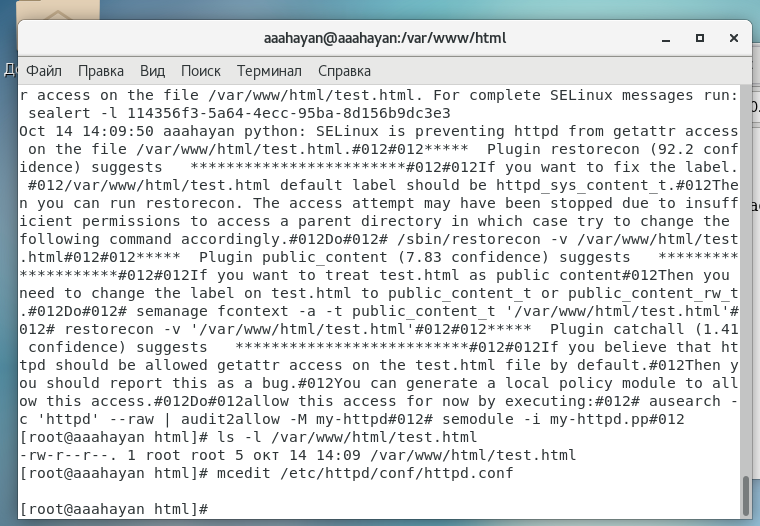 aaahayan@aaahayan:/var/www/html
Файл Правка Вид Поиск Терминал Справка
r access on the file /var/www/html/test.html. For complete SELinux messages run:
 sealert -l 114356f3-5a64-4ecc-95ba-8d156b9dc3e3
Oct 14 14:09:50 aaahayan python: SELinux is preventing httpd from getattr access
 on the file /var/www/html/test.html.#012#012*****  Plugin restorecon (92.2 conf
idence) suggests   ************************#012#012If you want to fix the label.
 #012/var/www/html/test.html default label should be httpd_sys_content_t.#012The
n you can run restorecon. The access attempt may have been stopped due to insuff
icient permissions to access a parent directory in which case try to change the
following command accordingly.#012Do#012# /sbin/restorecon -v /var/www/html/test
.html#012#012*****  Plugin public_content (7.83 confidence) suggests   *********
*******************#012#012If you want to treat test.html as public content#012Then you
need to change the label on test.html to public_content_t or public_content_rw_t
.#012Do#012# semanage fcontext -a -t public_content_t '/var/www/html/test.html'#
012# restorecon -v '/var/www/html/test.html'#012#012*****  Plugin catchall (1.41
 confidence) suggests   **************************#012#012If you believe that ht
tpd should be allowed getattr access on the test.html file by default.#012Then y
ou should report this as a bug.#012You can generate a local policy module to all
ow this access.#012Do#012allow this access for now by executing:#012# ausearch -
c 'httpd' --raw | audit2allow -M my-httpd#012# semodule -i my-httpd.pp#012
[root@aaahayan html]# ls -l /var/www/html/test.html
-rw-r--r--. 1 root root 5 окт 14 14:09 /var/www/html/test.html
[root@aaahayan html]# mcedit /etc/httpd/conf/httpd.conf
[root@aaahayan html]#